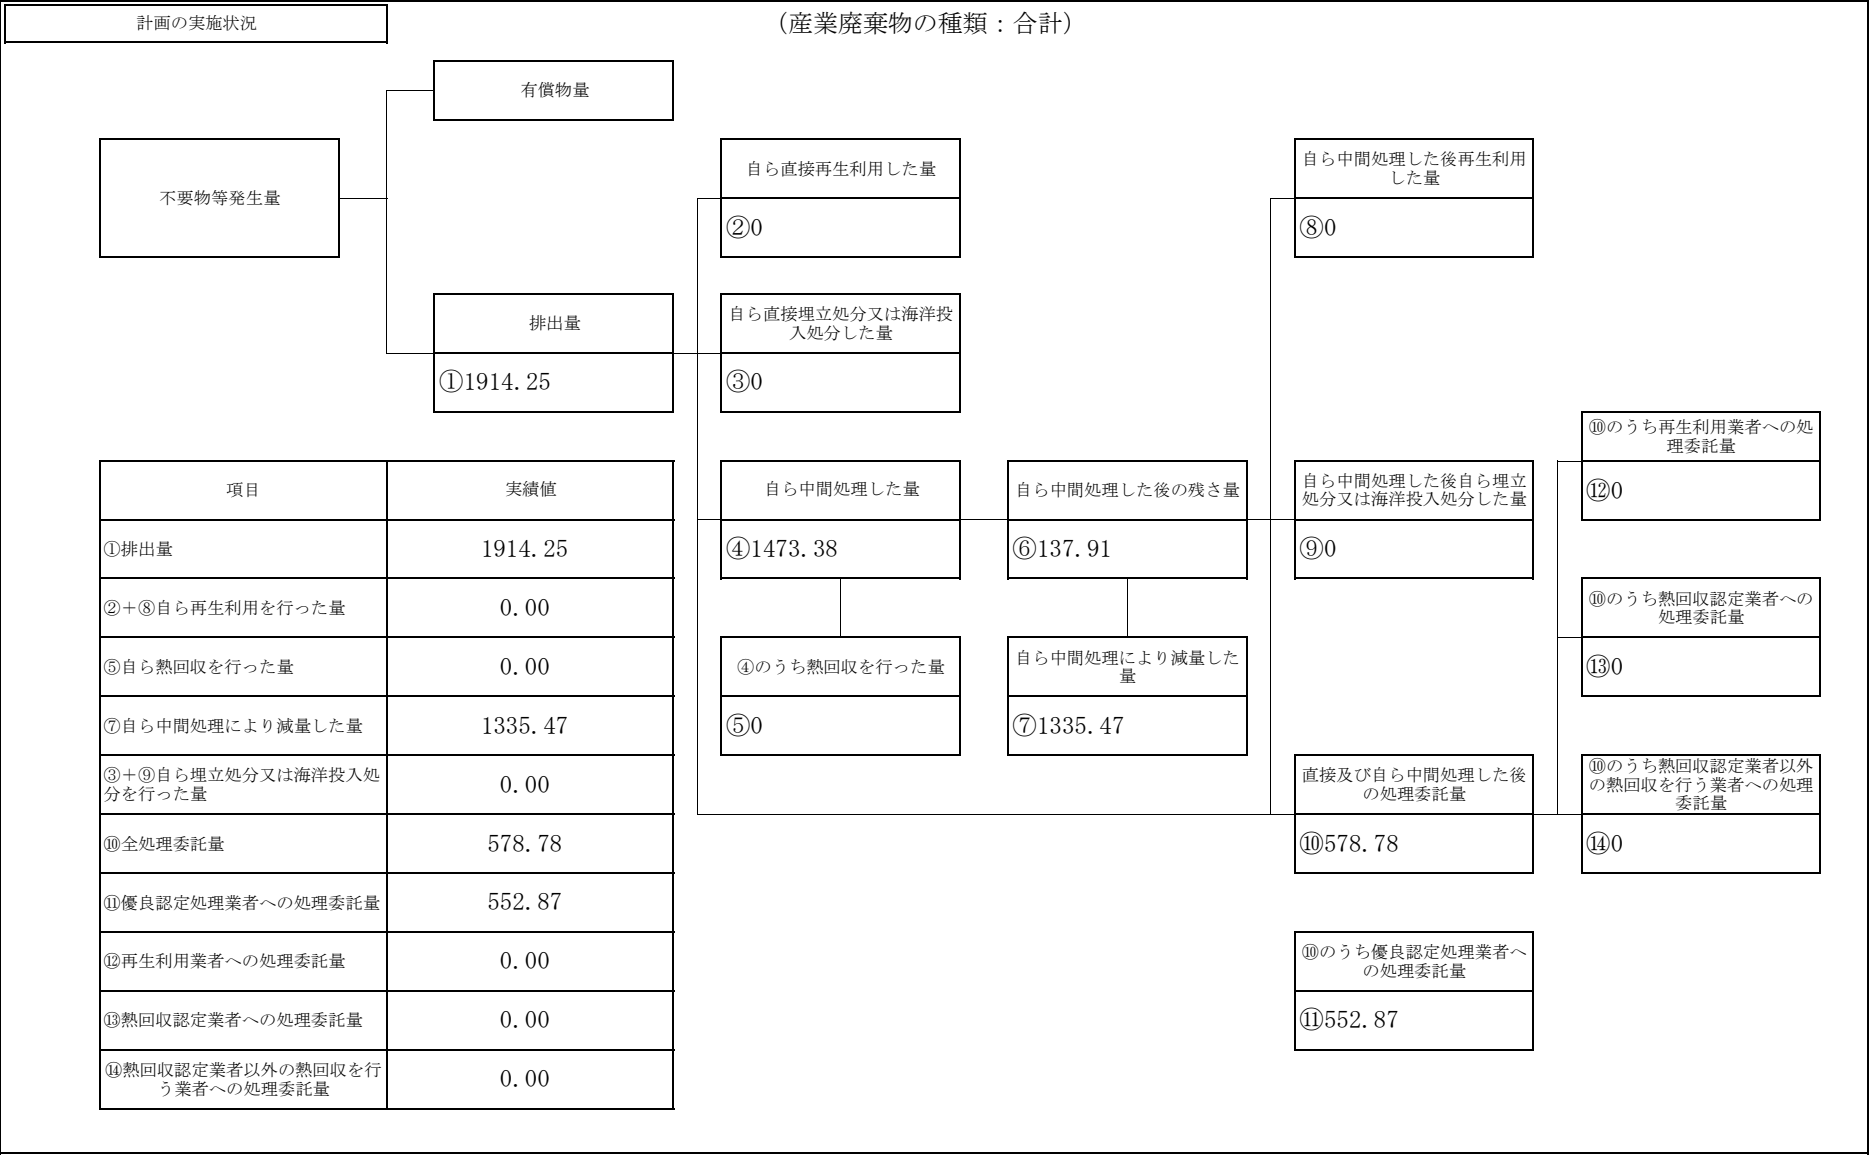 計画の実施状況
（産業廃棄物の種類：合計）
有償物量
不要物等発生量
自ら直接再生利用した量
②0
自ら中間処理した後再生利用
した量
⑧0
排出量
①1914.25
自ら直接埋立処分又は海洋投
入処分した量
③0
⑩のうち再生利用業者への処
理委託量
⑫0
自ら中間処理した量
④1473.38
自ら中間処理した後の残さ量
⑥137.91
自ら中間処理した後自ら埋立
処分又は海洋投入処分した量
⑨0
⑩のうち熱回収認定業者への
処理委託量
⑬0
④のうち熱回収を行った量
⑤0
自ら中間処理により減量した
量
⑦1335.47
直接及び自ら中間処理した後
の処理委託量
⑩578.78
⑩のうち熱回収認定業者以外
の熱回収を行う業者への処理
委託量
⑭0
⑩のうち優良認定処理業者へ
の処理委託量
⑪552.87
項目 実績値
①排出量 1914.25
②＋⑧自ら再生利用を行った量 0.00
⑤自ら熱回収を行った量 0.00
⑦自ら中間処理により減量した量 1335.47
③＋⑨自ら埋立処分又は海洋投入処
分を行った量 0.00
⑩全処理委託量 578.78
⑪優良認定処理業者への処理委託量 552.87
⑫再生利用業者への処理委託量 0.00
⑬熱回収認定業者への処理委託量 0.00
⑭熱回収認定業者以外の熱回収を行
う業者への処理委託量 0.00